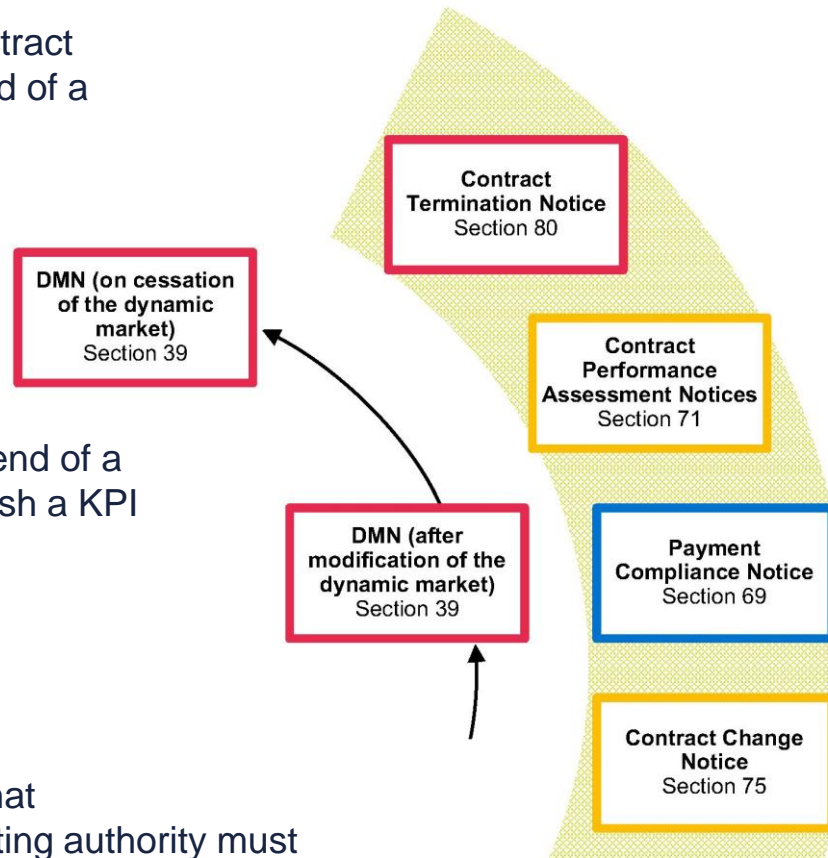 tract
d of a
Contract
Termination Notice
Section 80
DMN (on cessation
of the dynamic
market)
Section 39
Contract
Performance
Assessment Notices
Section 71
end of a
sh a KPI
DMN (after
modification of the
dynamic market)
Section 39
Payment
Compliance Notice
Section 69
Contract Change
Notice
Section 75
nat
ting authority must